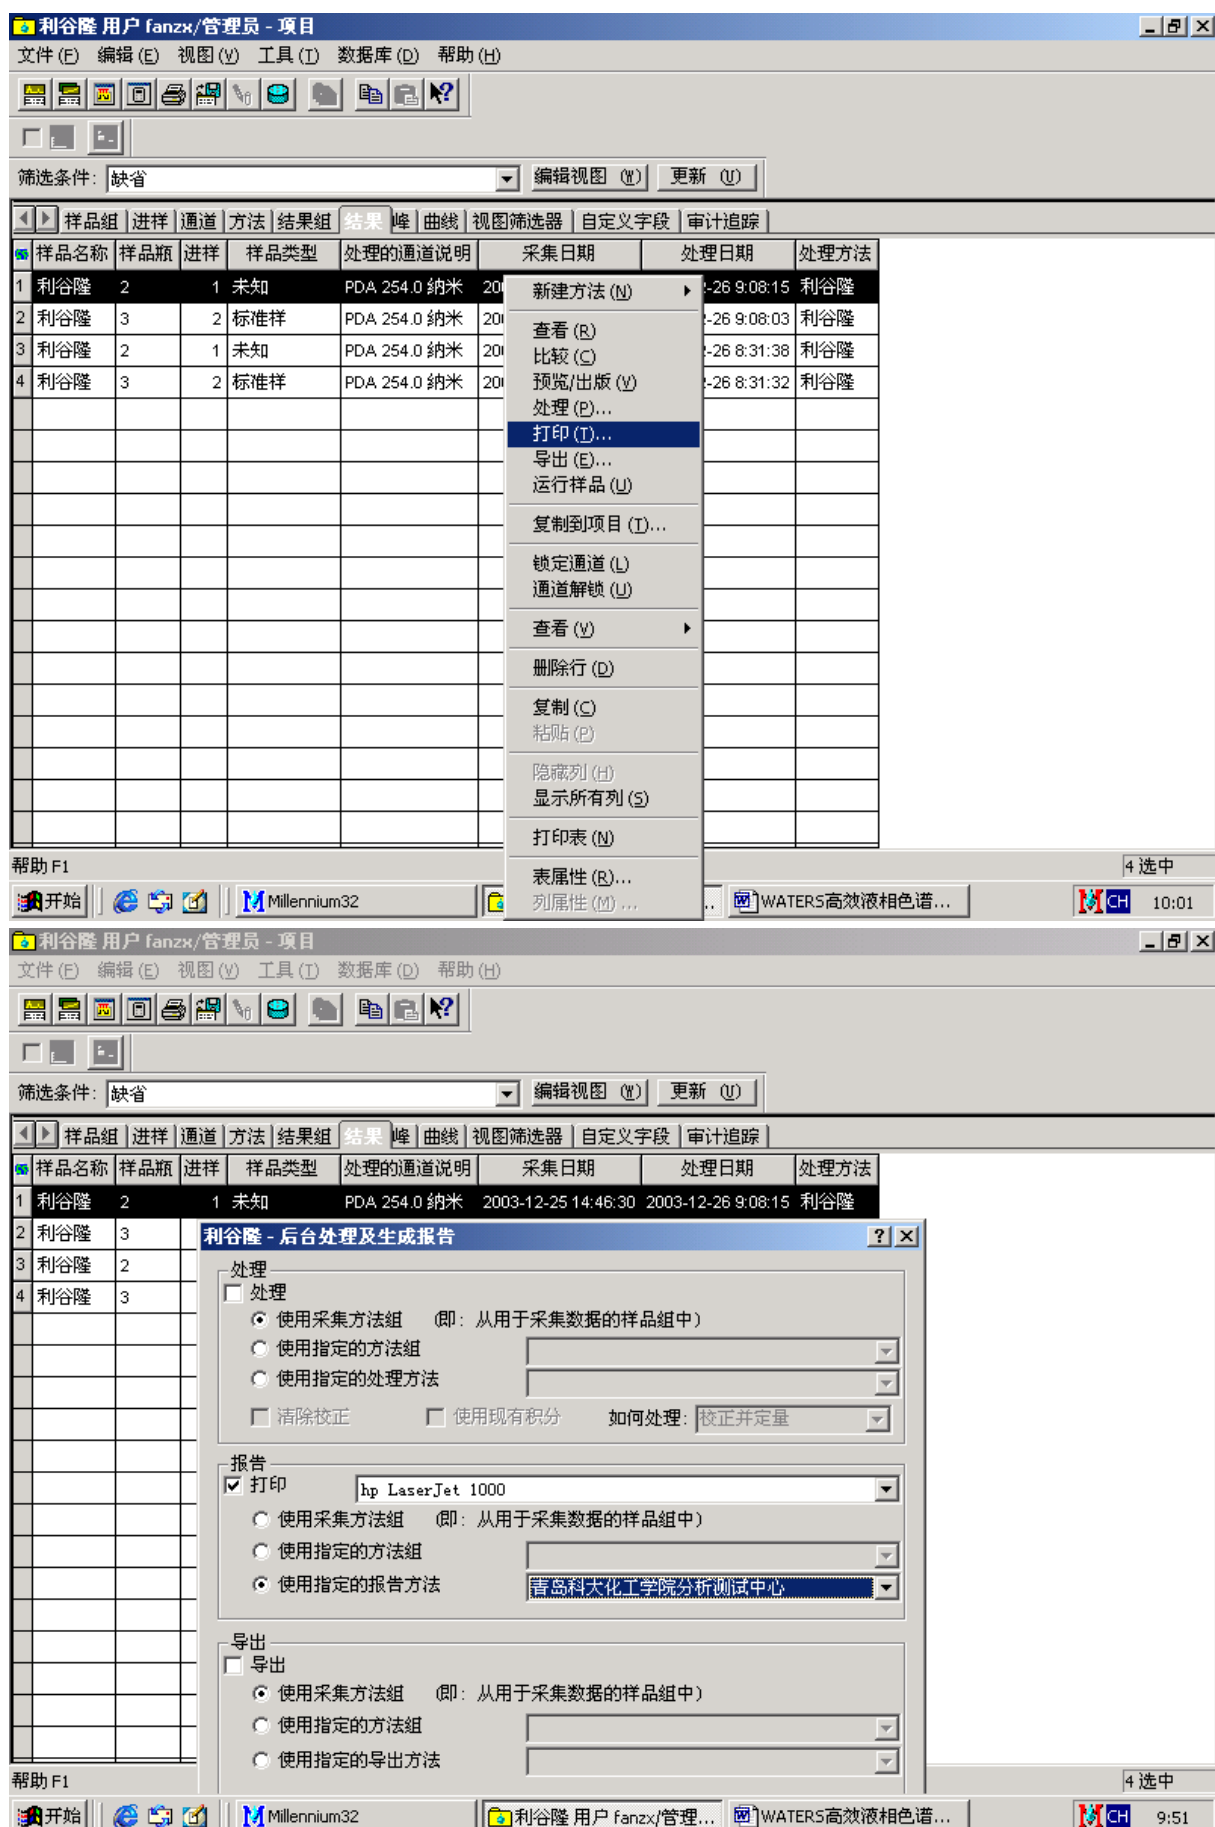 利谷隆 用户 fanzx/管理员 - 项目
文件(F) 编辑(E) 视图(V) 工具(T) 数据库(D) 帮助(H)
筛选条件: 缺省 编辑视图 (W) 更新 (U)
样品组 进样 通道 方法 结果组 结果 峰 曲线 视图筛选器 自定义字段 审计追踪
样品名称 样品瓶 进样 样品类型 处理的通道说明 采集日期 处理日期 处理方法
1 利谷隆 2 1 未知 PDA 254.0 纳米 -26 9:08:15 利谷隆
2 利谷隆 3 2 标准样 PDA 254.0 纳米 -26 9:08:03 利谷隆
3 利谷隆 2 1 未知 PDA 254.0 纳米 -26 8:31:38 利谷隆
4 利谷隆 3 2 标准样 PDA 254.0 纳米 -26 8:31:32 利谷隆
新建方法(N)
查看(R)
比较(C)
预览/出版(V)
处理(P)...
打印(T)...
导出(E)...
运行样品(U)
复制到项目(T)...
锁定通道(L)
通道解锁(U)
查看(V)
删除行(D)
复制(C)
粘贴(P)
隐藏列(H)
显示所有列(S)
打印表(N)
表属性(R)...
列属性(M) ...
帮助 F1 4 选中
开始 Millennium32 .. WATERS高效液相色谱... CH 10:01
利谷隆 用户 fanzx/管理员 - 项目
文件(F) 编辑(E) 视图(V) 工具(T) 数据库(D) 帮助(H)
筛选条件: 缺省 编辑视图 (W) 更新 (U)
样品组 进样 通道 方法 结果组 结果 峰 曲线 视图筛选器 自定义字段 审计追踪
样品名称 样品瓶 进样 样品类型 处理的通道说明 采集日期 处理日期 处理方法
1 利谷隆 2 1 未知 PDA 254.0 纳米 2003-12-25 14:46:30 2003-12-26 9:08:15 利谷隆
2 利谷隆 3
3 利谷隆 2
4 利谷隆 3
利谷隆 - 后台处理及生成报告
处理
处理
使用采集方法组 (即: 从用于采集数据的样品组中)
使用指定的方法组
使用指定的处理方法
清除校正 使用现有积分 如何处理: 校正并定量
报告
打印 hp LaserJet 1000
使用采集方法组 (即: 从用于采集数据的样品组中)
使用指定的方法组
使用指定的报告方法 青岛科大化工学院分析测试中心
导出
导出
使用采集方法组 (即: 从用于采集数据的样品组中)
使用指定的方法组
使用指定的导出方法
帮助 F1 4 选中
开始 Millennium32 利谷隆 用户 fanzx/管理... WATERS高效液相色谱... CH 9:51